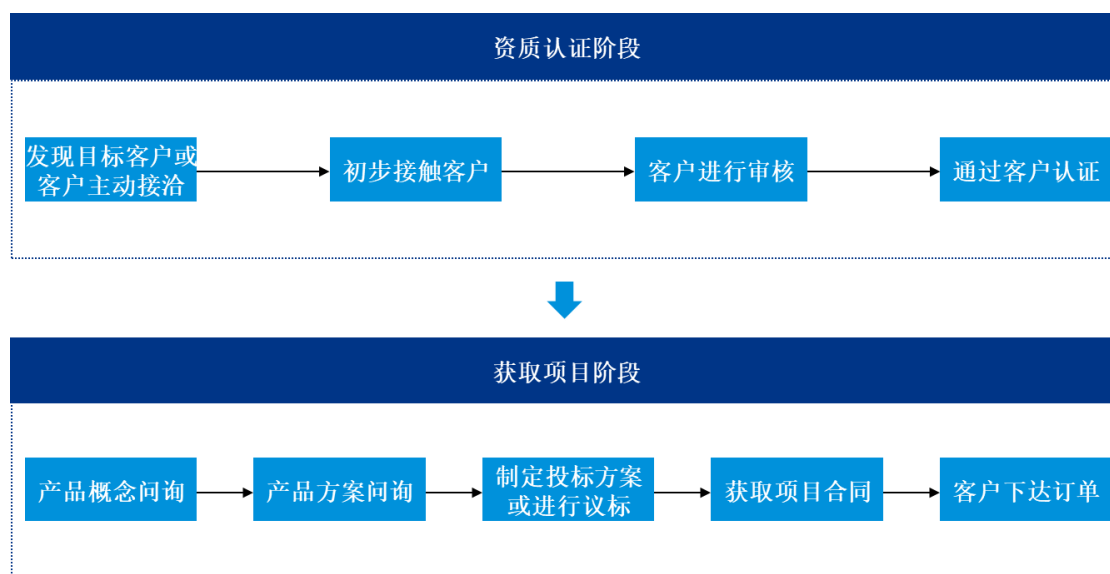 资质认证阶段
发现目标客户或
客户主动接洽
初步接触客户
客户进行审核
通过客户认证
获取项目阶段
产品概念问询
产品方案问询
制定投标方案
或进行议标
获取项目合同
客户下达订单